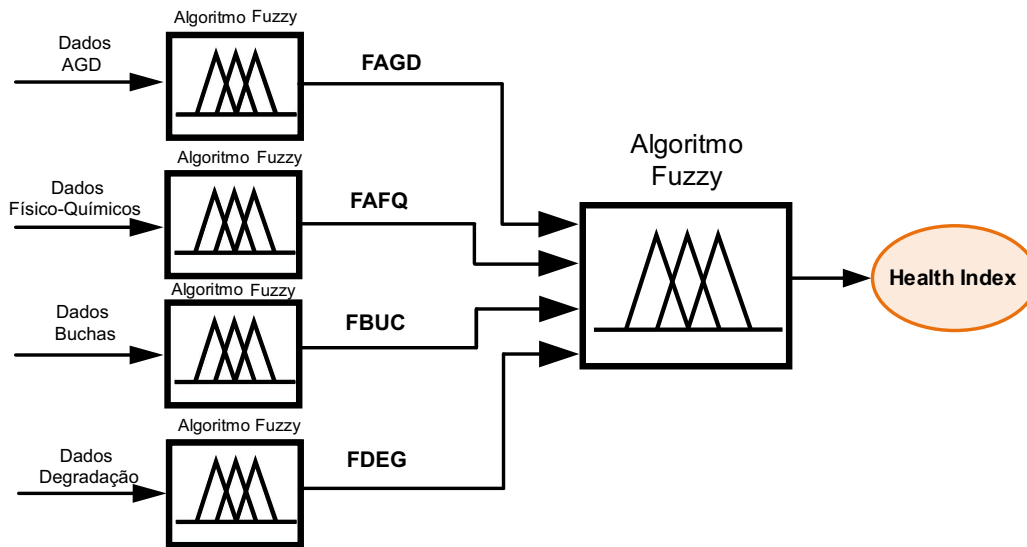 Algoritmo Fuzzy
Dados
AGD
FAGD
Algoritmo Fuzzy
Dados
Físico-Químicos
FAFQ
Algoritmo
Fuzzy
Health Index
Algoritmo Fuzzy
Dados
Buchas
FBUC
Algoritmo Fuzzy
Dados
Degradação
FDEG